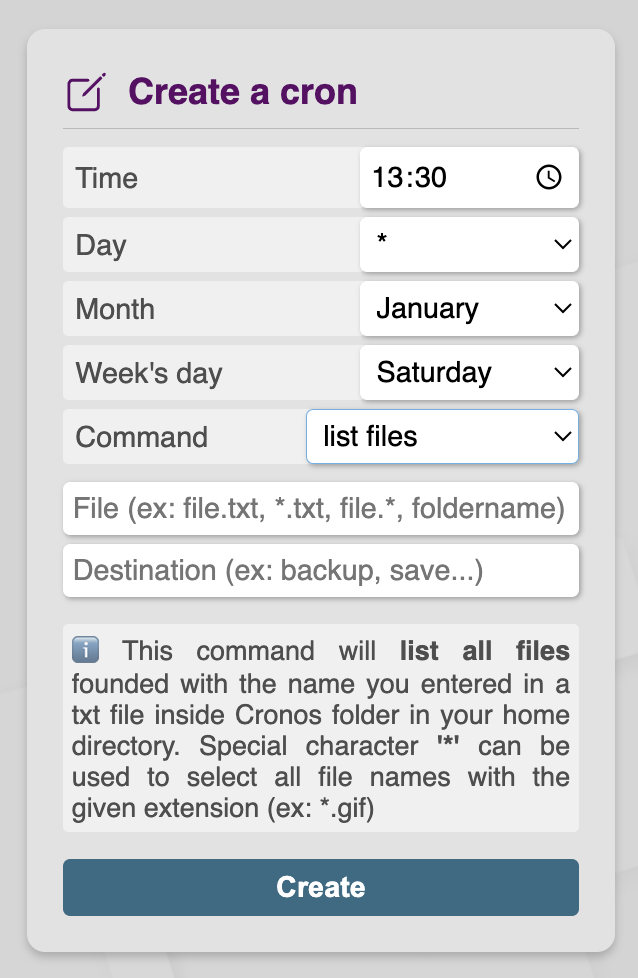 Create a cron
Time 13:30
Day *
Month January
Week's day Saturday
Command list files
File (ex: file.txt, *.txt, file.*, foldername)
Destination (ex: backup, save...)
i This command will list all files
founded with the name you entered in a
txt file inside Cronos folder in your home
directory. Special character '*' can be
used to select all file names with the
given extension (ex: *.gif)
Create